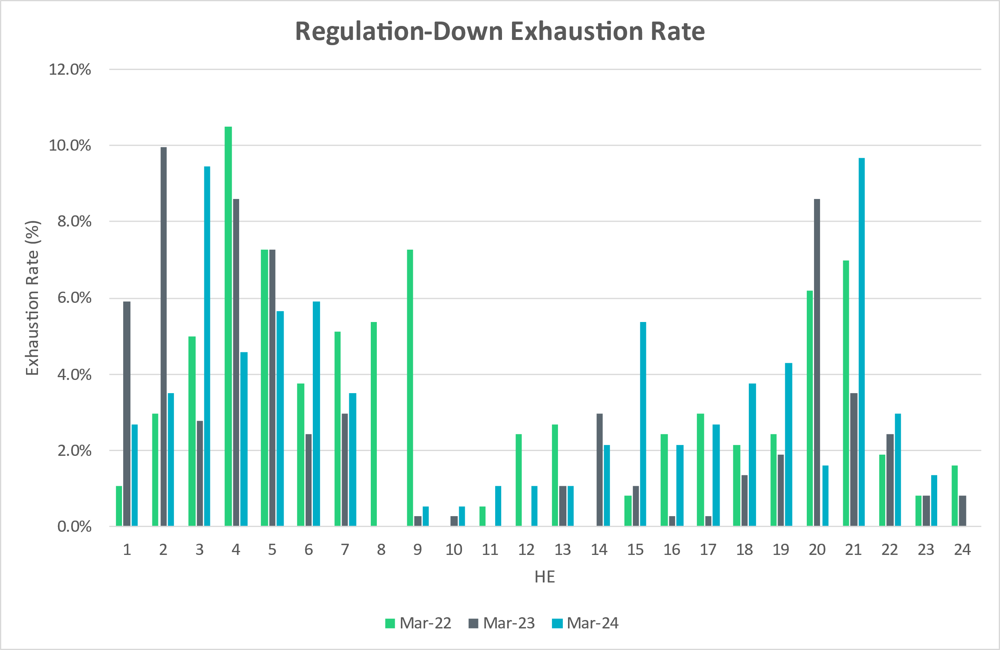 Regulation-Down Exhaustion Rate
12.0%
10.0%
8.0%
6.0%
4.0%
2.0%
0.0%
Exhaustion Rate (%)
1 2 3 4 5 6 7 8 9 10 11 12 13 14 15 16 17 18 19 20 21 22 23 24
HE
Mar-22 Mar-23 Mar-24